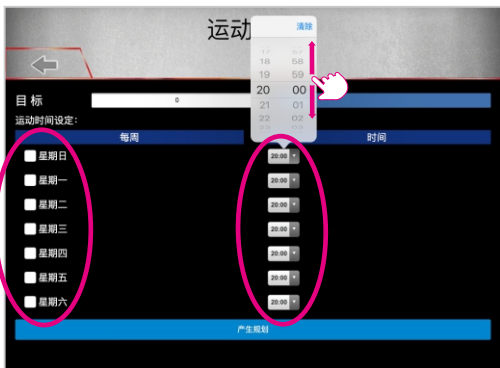 运动
清除
17 57
18 58
19 59
20 00
21 01
22 02
目标 0
运动时间设定:
每周 时间
星期日 20:00
星期一 20:00
星期二 20:00
星期三 20:00
星期四 20:00
星期五 20:00
星期六 20:00
产生规划